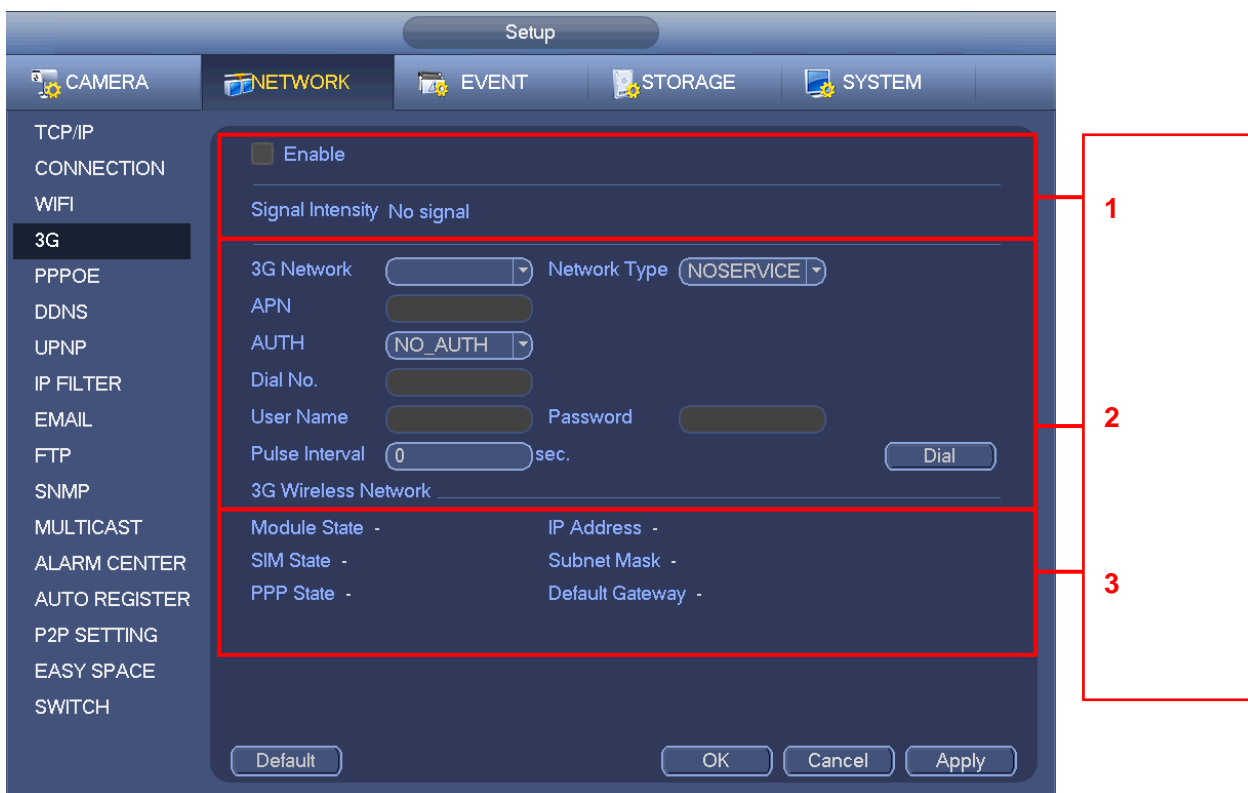 Setup
CAMERA NETWORK EVENT STORAGE SYSTEM
TCP/IP
CONNECTION
WIFI
3G
PPPOE
DDNS
UPNP
IP FILTER
EMAIL
FTP
SNMP
MULTICAST
ALARM CENTER
AUTO REGISTER
P2P SETTING
EASY SPACE
SWITCH
Enable
Signal Intensity No signal
1
3G Network Network Type NOSERVICE
APN
AUTH NO_AUTH
Dial No.
User Name Password
2
Pulse Interval 0 sec. Dial
3G Wireless Network
Module State - IP Address -
SIM State - Subnet Mask -
PPP State - Default Gateway -
3
Default OK Cancel Apply